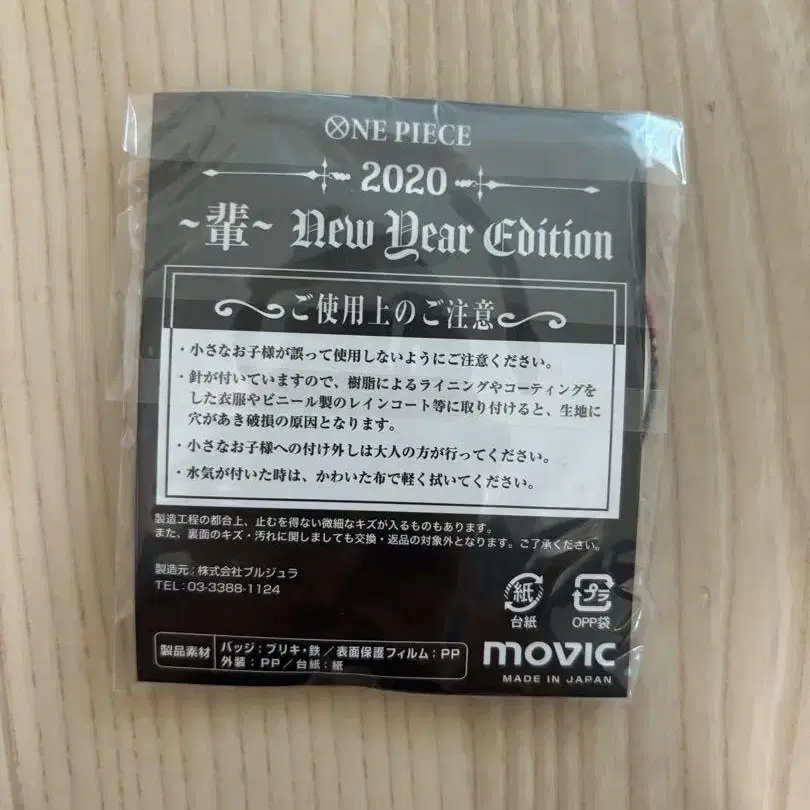 ONE PIECE
2020
~輩~ New Year Edition
ご使用上のご注意
・小さなお子様が誤って使用しないようにご注意ください。
・針が付いていますので、樹脂によるライニングやコーティングを
した衣服やビニール製のレインコート等に取り付けると、生地に
穴があき破損の原因となります。
・小さなお子様への付け外しは大人の方が行ってください。
・水気が付いた時は、かわいた布で軽く拭いてください。
製造工程の都合上、止むを得ない微細なキズが入るものもあります。
また、裏面のキズ・汚れに関しましても交換・返品の対象外となります。ご了承ください。
製造元:株式会社ブルジュラ
TEL:03-3388-1124
紙
台紙
プラ
OPP袋
製品素材
バッジ:ブリキ・鉄/表面保護フィルム:PP
外装:PP/台紙:紙
movic
MADE IN JAPAN